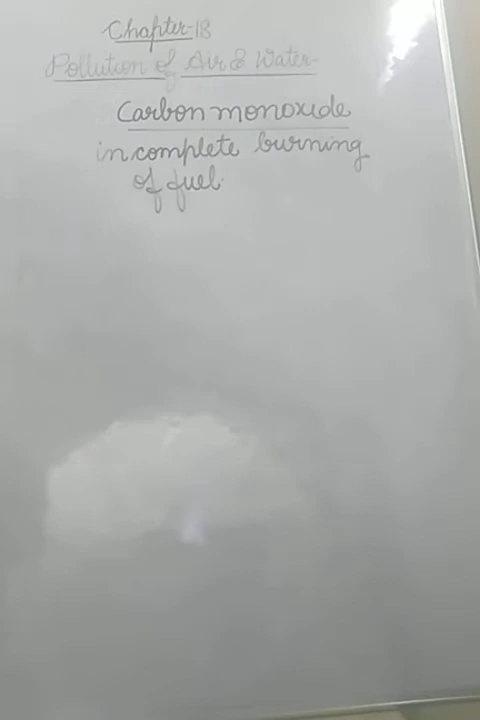 Chapter-18
Pollution of Air & Water
Carbon monoxide
incomplete burning
of fuel.